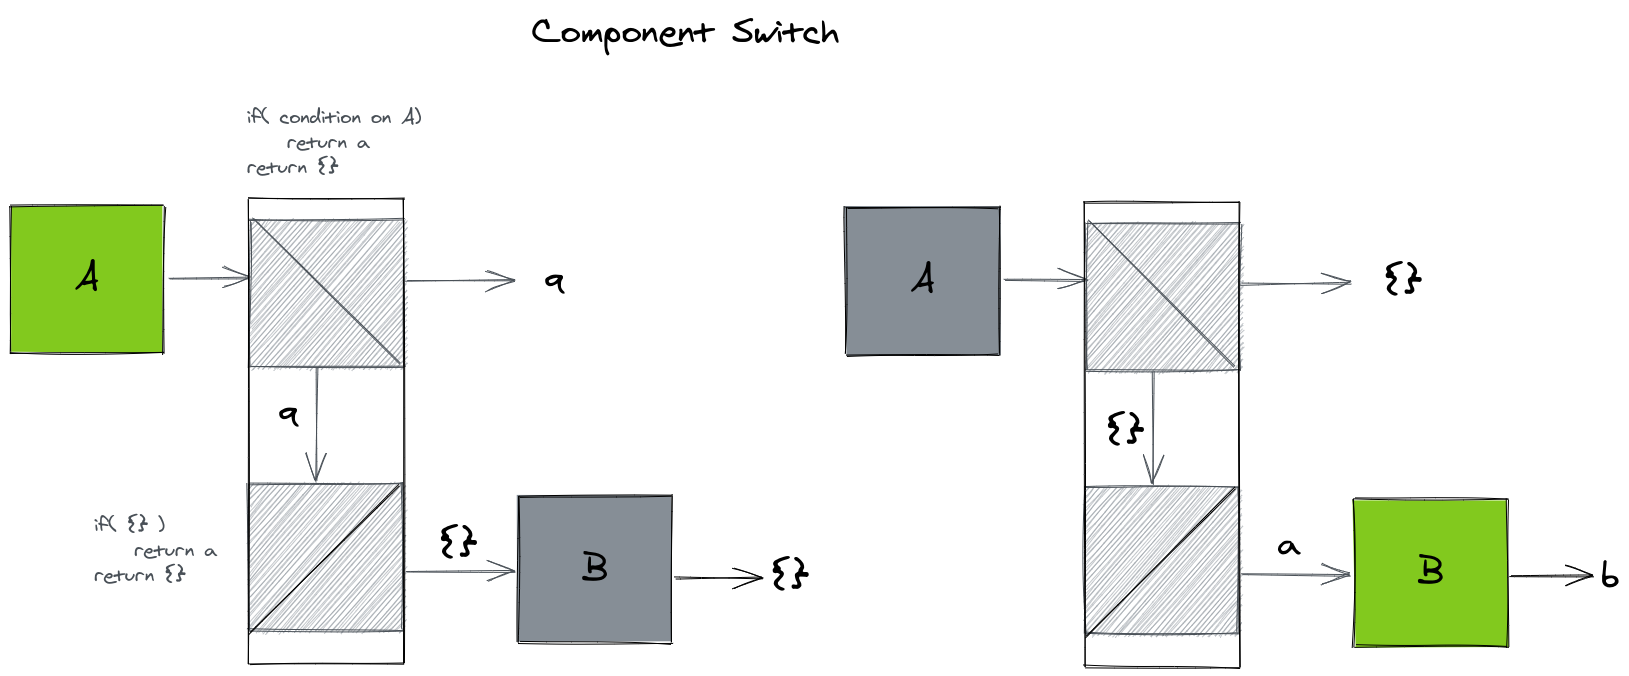 Component Switch
if( condition on A)
return a
return {}
A
a
a
if( {} )
return a
return {}
{}
B
{}
A
{}
{}
a
B
b